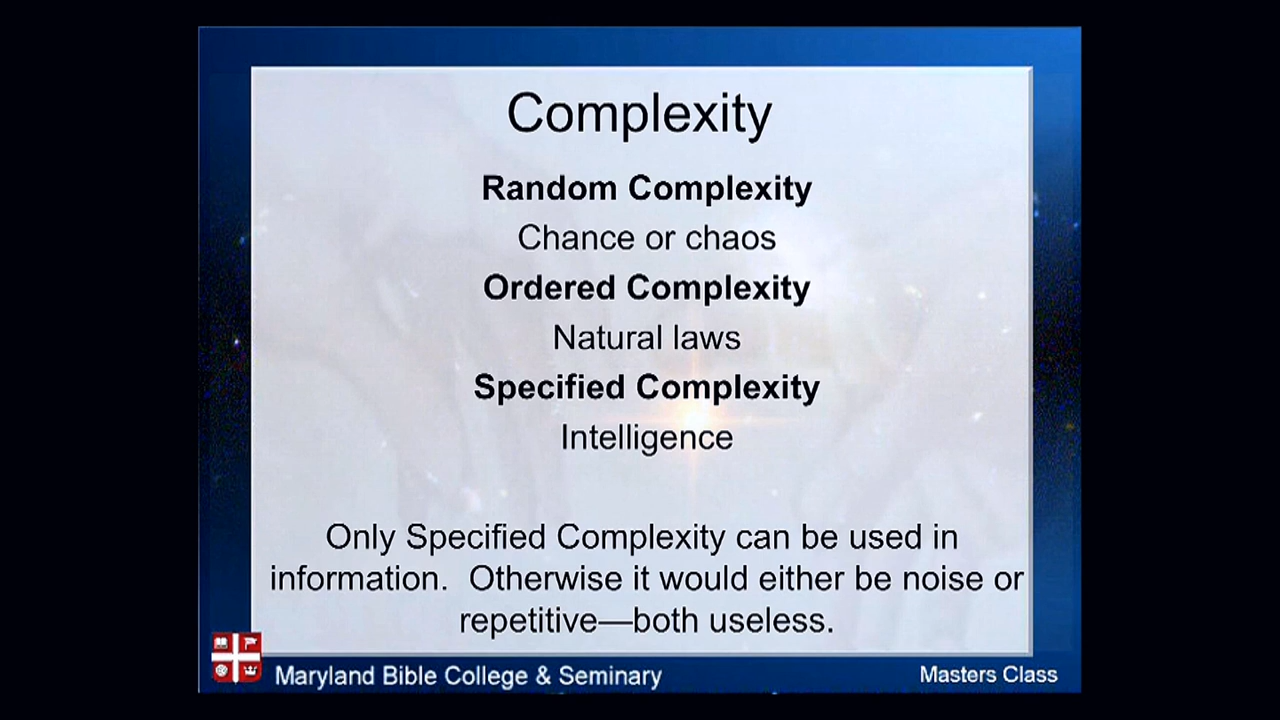 Complexity
Random Complexity
Chance or chaos
Ordered Complexity
Natural laws
Specified Complexity
Intelligence
Only Specified Complexity can be used in
information.  Otherwise it would either be noise or
repetitive—both useless.
Maryland Bible College & Seminary
Masters Class